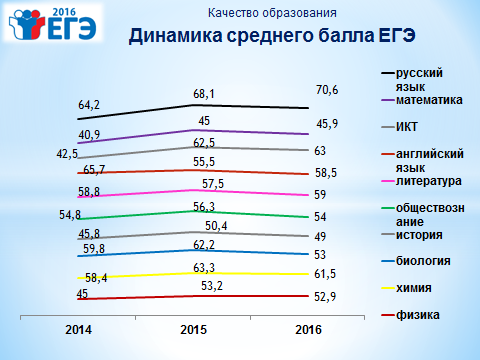 2016
ЕГЭ
Качество образования
Динамика среднего балла ЕГЭ
64,2
68,1
70,6
40,9
45
45,9
42,5
62,5
63
65,7
55,5
58,5
58,8
57,5
59
54,8
56,3
54
45,8
50,4
49
59,8
62,2
53
58,4
63,3
61,5
45
53,2
52,9
2014
2015
2016
русский
язык
математика
ИКТ
английский
язык
литература
обществозн
ание
история
биология
химия
физика